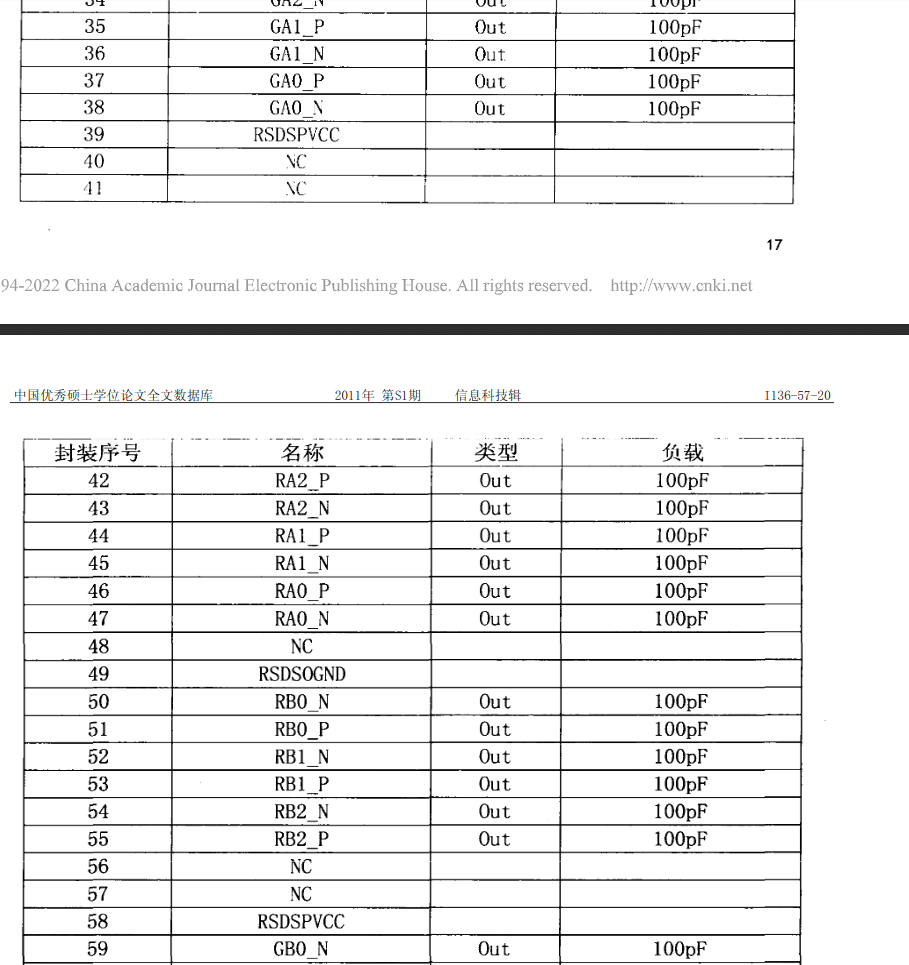 34 GA2_N Out 100pF
35 GA1_P Out 100pF
36 GA1_N Out 100pF
37 GA0_P Out 100pF
38 GA0_N Out 100pF
39 RSDSPVCC
40 NC
41 NC
17
94-2022 China Academic Journal Electronic Publishing House. All rights reserved. http://www.cnki.net
中国优秀硕士学位论文全文数据库 2011年 第S1期 信息科技辑 I136-57-20
封装序号 名称 类型 负载
42 RA2_P Out 100pF
43 RA2_N Out 100pF
44 RA1_P Out 100pF
45 RA1_N Out 100pF
46 RA0_P Out 100pF
47 RA0_N Out 100pF
48 NC
49 RSDSOGND
50 RB0_N Out 100pF
51 RB0_P Out 100pF
52 RB1_N Out 100pF
53 RB1_P Out 100pF
54 RB2_N Out 100pF
55 RB2_P Out 100pF
56 NC
57 NC
58 RSDSPVCC
59 GB0_N Out 100pF